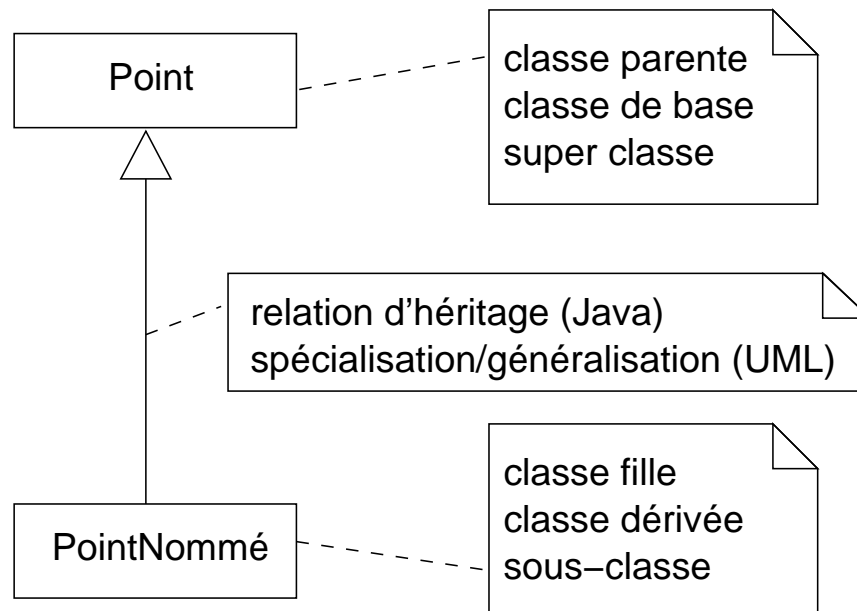 Point
classe parente
classe de base
super classe
relation d'héritage (Java)
spécialisation/généralisation (UML)
classe fille
classe dérivée
sous−classe
PointNommé